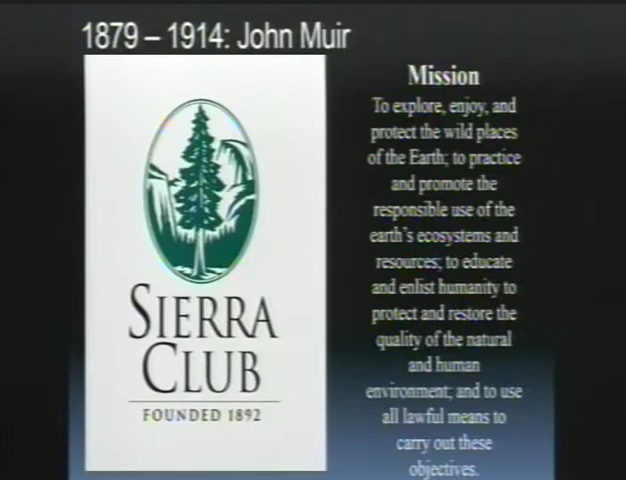 1879 – 1914: John Muir
SIERRA
CLUB
FOUNDED 1892
Mission
To explore, enjoy, and
protect the wild places
of the Earth; to practice
and promote the
responsible use of the
earth's ecosystems and
resources; to educate
and enlist humanity to
protect and restore the
quality of the natural
and human
environment; and to use
all lawful means to
carry out these
objectives.